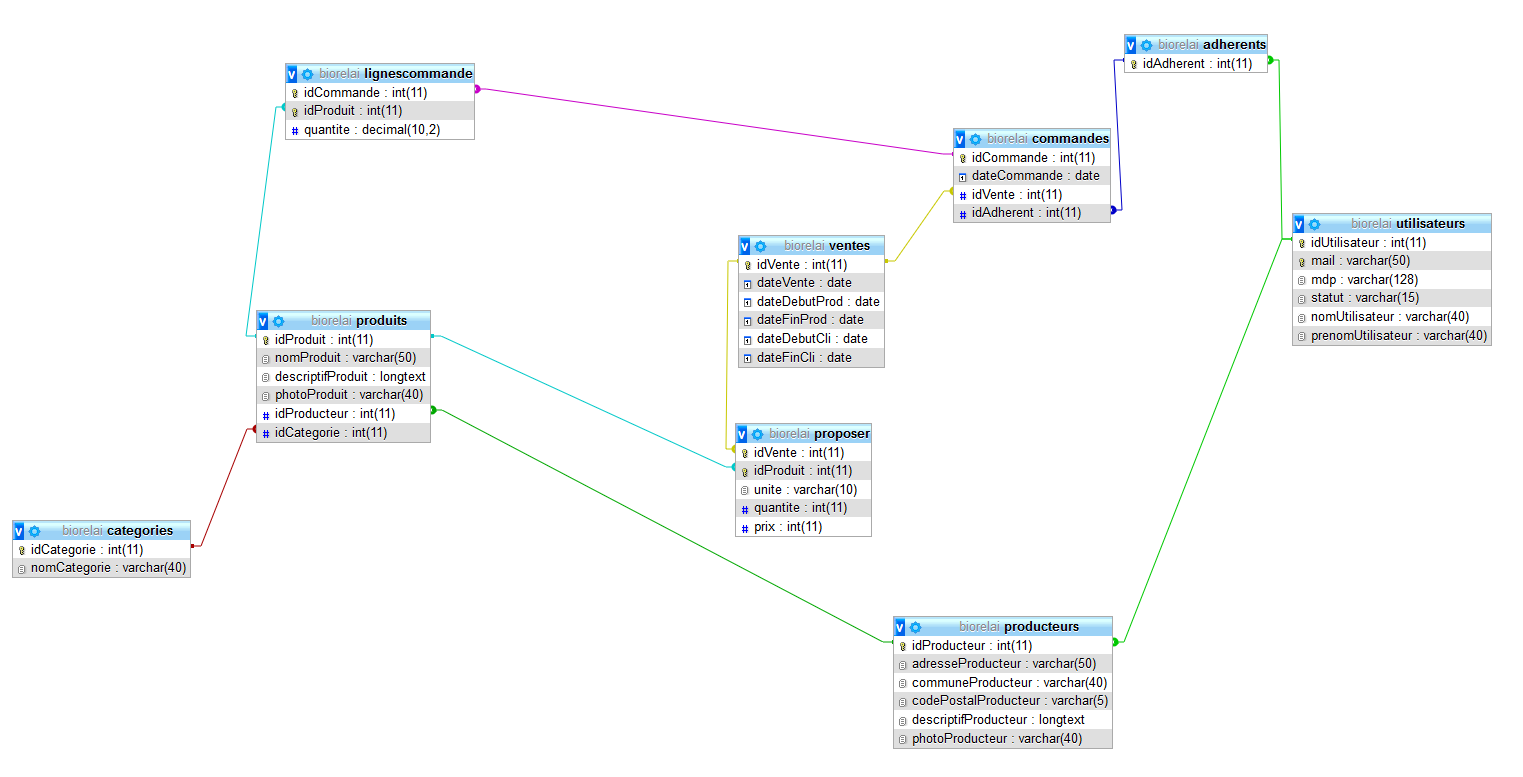 biorelai adherents
idAdherent : int(11)
biorelai lignescommande
idCommande : int(11)
idProduit : int(11)
quantite : decimal(10,2)
biorelai commandes
idCommande : int(11)
dateCommande : date
idVente : int(11)
idAdherent : int(11)
biorelai utilisateurs
idUtilisateur : int(11)
mail : varchar(50)
mdp : varchar(128)
statut : varchar(15)
nomUtilisateur : varchar(40)
prenomUtilisateur : varchar(40)
biorelai ventes
idVente : int(11)
dateVente : date
dateDebutProd : date
dateFinProd : date
dateDebutCli : date
dateFinCli : date
biorelai produits
idProduit : int(11)
nomProduit : varchar(50)
descriptifProduit : longtext
photoProduit : varchar(40)
idProducteur : int(11)
idCategorie : int(11)
biorelai proposer
idVente : int(11)
idProduit : int(11)
unite : varchar(10)
quantite : int(11)
prix : int(11)
biorelai categories
idCategorie : int(11)
nomCategorie : varchar(40)
biorelai producteurs
idProducteur : int(11)
adresseProducteur : varchar(50)
communeProducteur : varchar(40)
codePostalProducteur : varchar(5)
descriptifProducteur : longtext
photoProducteur : varchar(40)